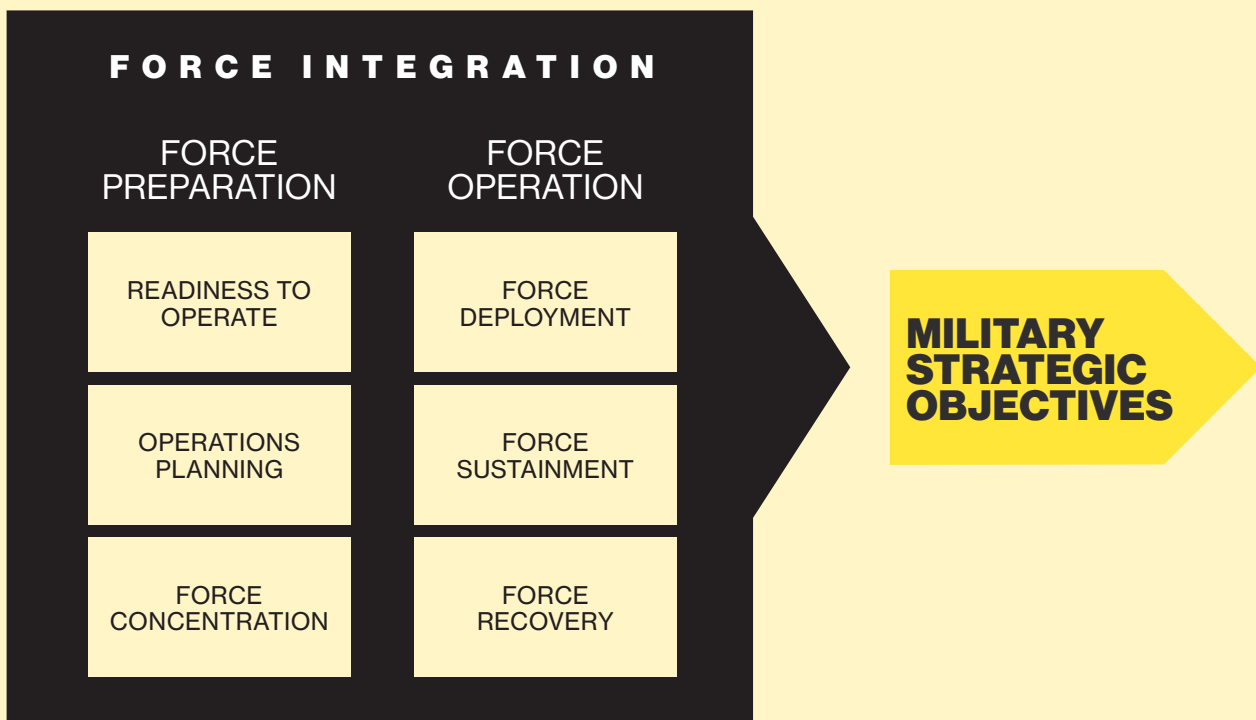 FORCE INTEGRATION
FORCE
PREPARATION
READINESS TO
OPERATE
OPERATIONS
PLANNING
FORCE
CONCENTRATION
FORCE
OPERATION
FORCE
DEPLOYMENT
FORCE
SUSTAINMENT
FORCE
RECOVERY
MILITARY
STRATEGIC
OBJECTIVES